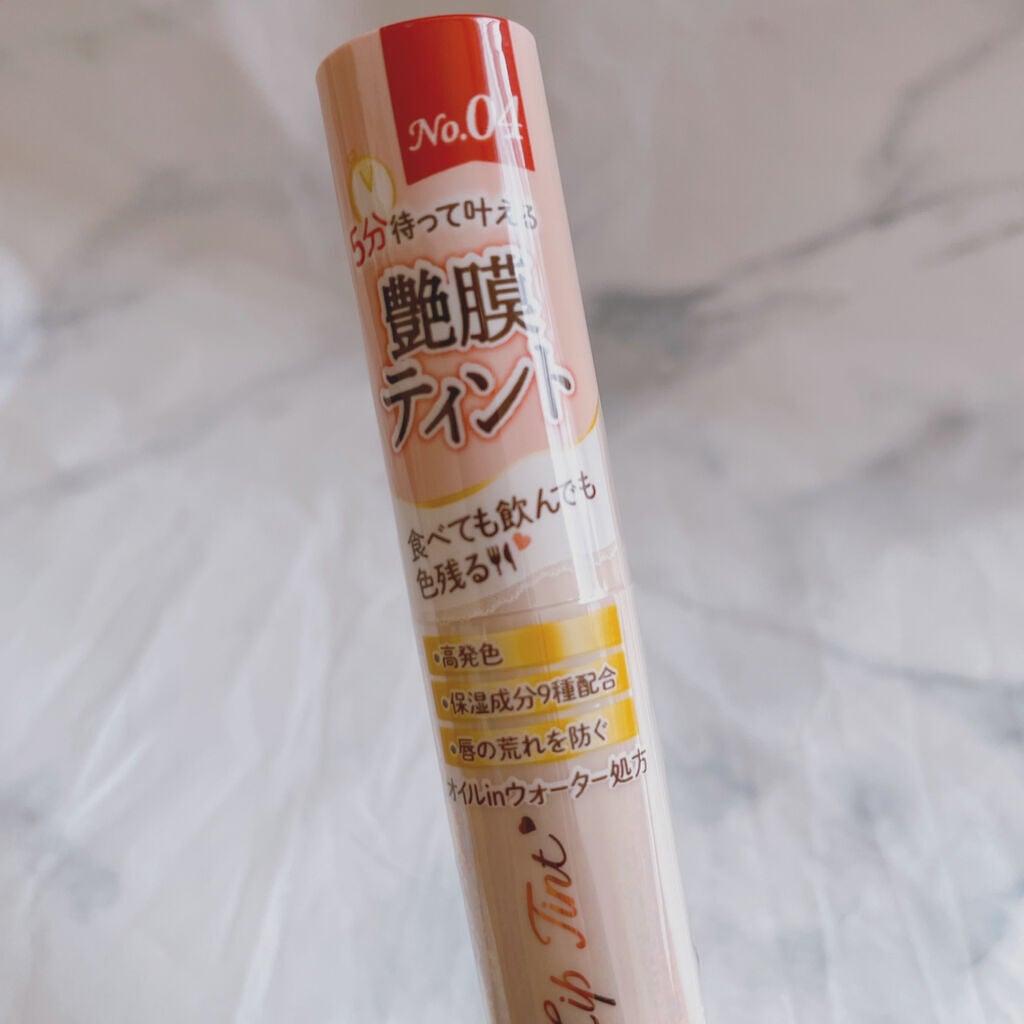 No.04
5分待って叶える
艶膜
ティント
食べても飲んでも
色残る
•高発色
•保湿成分9種配合
•唇の荒れを防ぐ
オイルinウォーター処方
Lip Tint